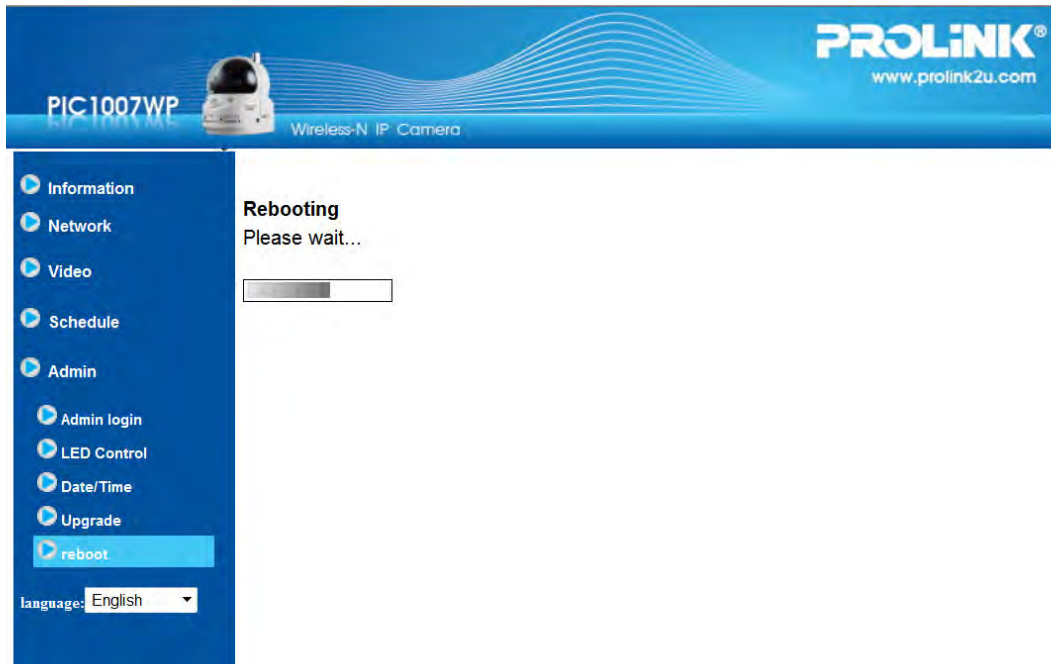 PROLiNK®
www.prolink2u.com
PIC1007WP
Wireless-N IP Camera
Information
Network
Video
Schedule
Admin
Admin login
LED Control
Date/Time
Upgrade
reboot
language: English
Rebooting
Please wait...